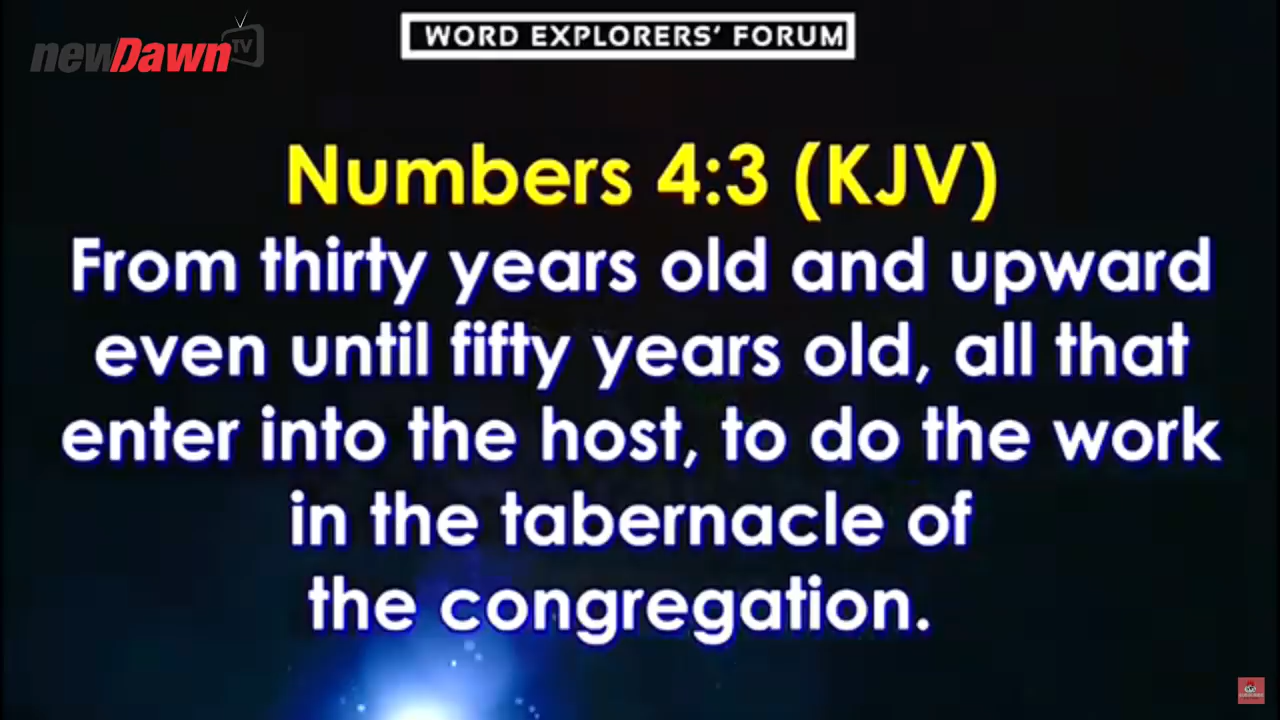 newDawn TV
WORD EXPLORERS' FORUM
Numbers 4:3 (KJV)
From thirty years old and upward
even until fifty years old, all that
enter into the host, to do the work
in the tabernacle of
the congregation.